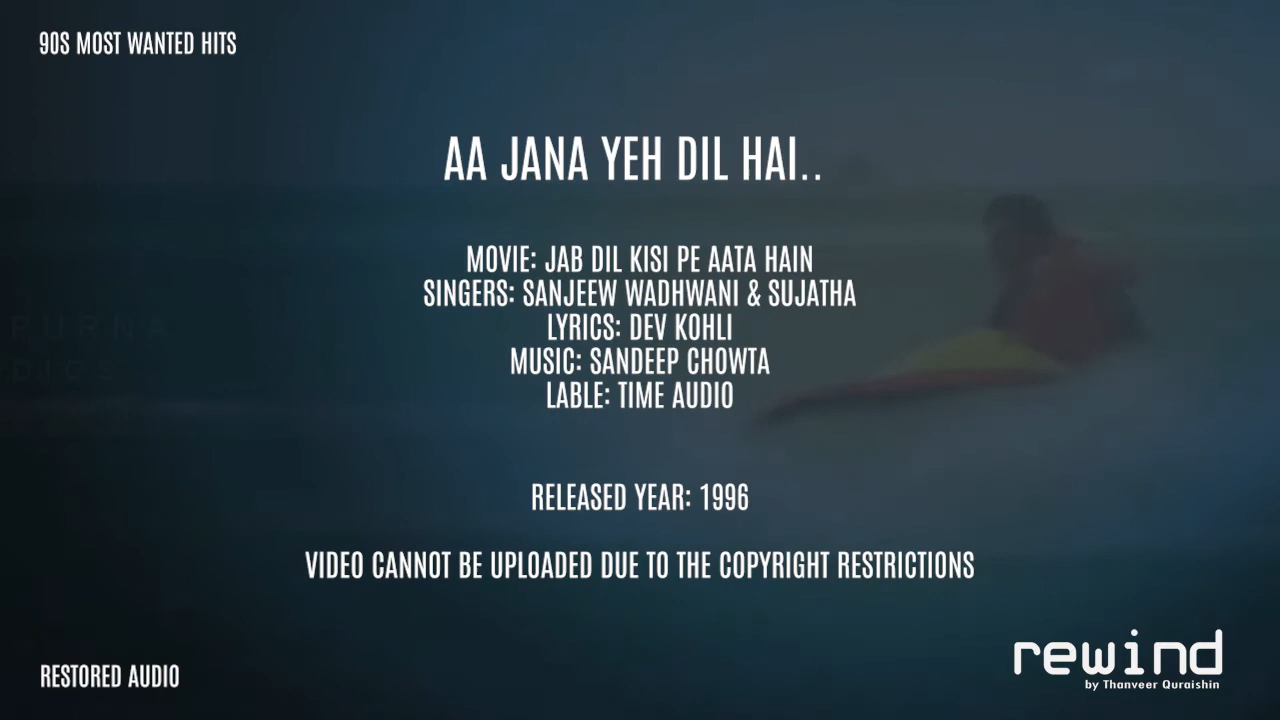 90S MOST WANTED HITS
AA JANA YEH DIL HAI..
MOVIE: JAB DIL KISI PE AATA HAIN
SINGERS: SANJEEW WADHWANI & SUJATHA
LYRICS: DEV KOHLI
MUSIC: SANDEEP CHOWTA
LABLE: TIME AUDIO
PURNA
RELEASED YEAR: 1996
VIDEO CANNOT BE UPLOADED DUE TO THE COPYRIGHT RESTRICTIONS
RESTORED AUDIO
rewind
by Thanveer Quraishin